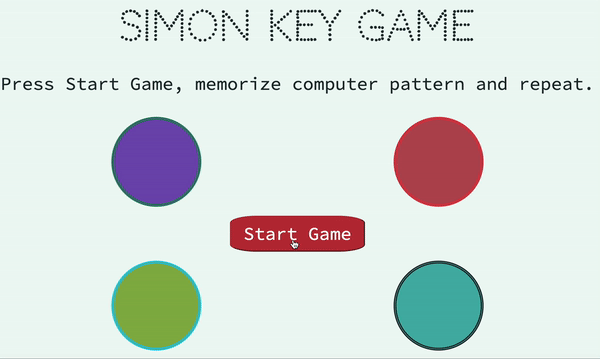 SIMON KEY GAME
Press Start Game, memorize computer pattern and repeat.
Start Game